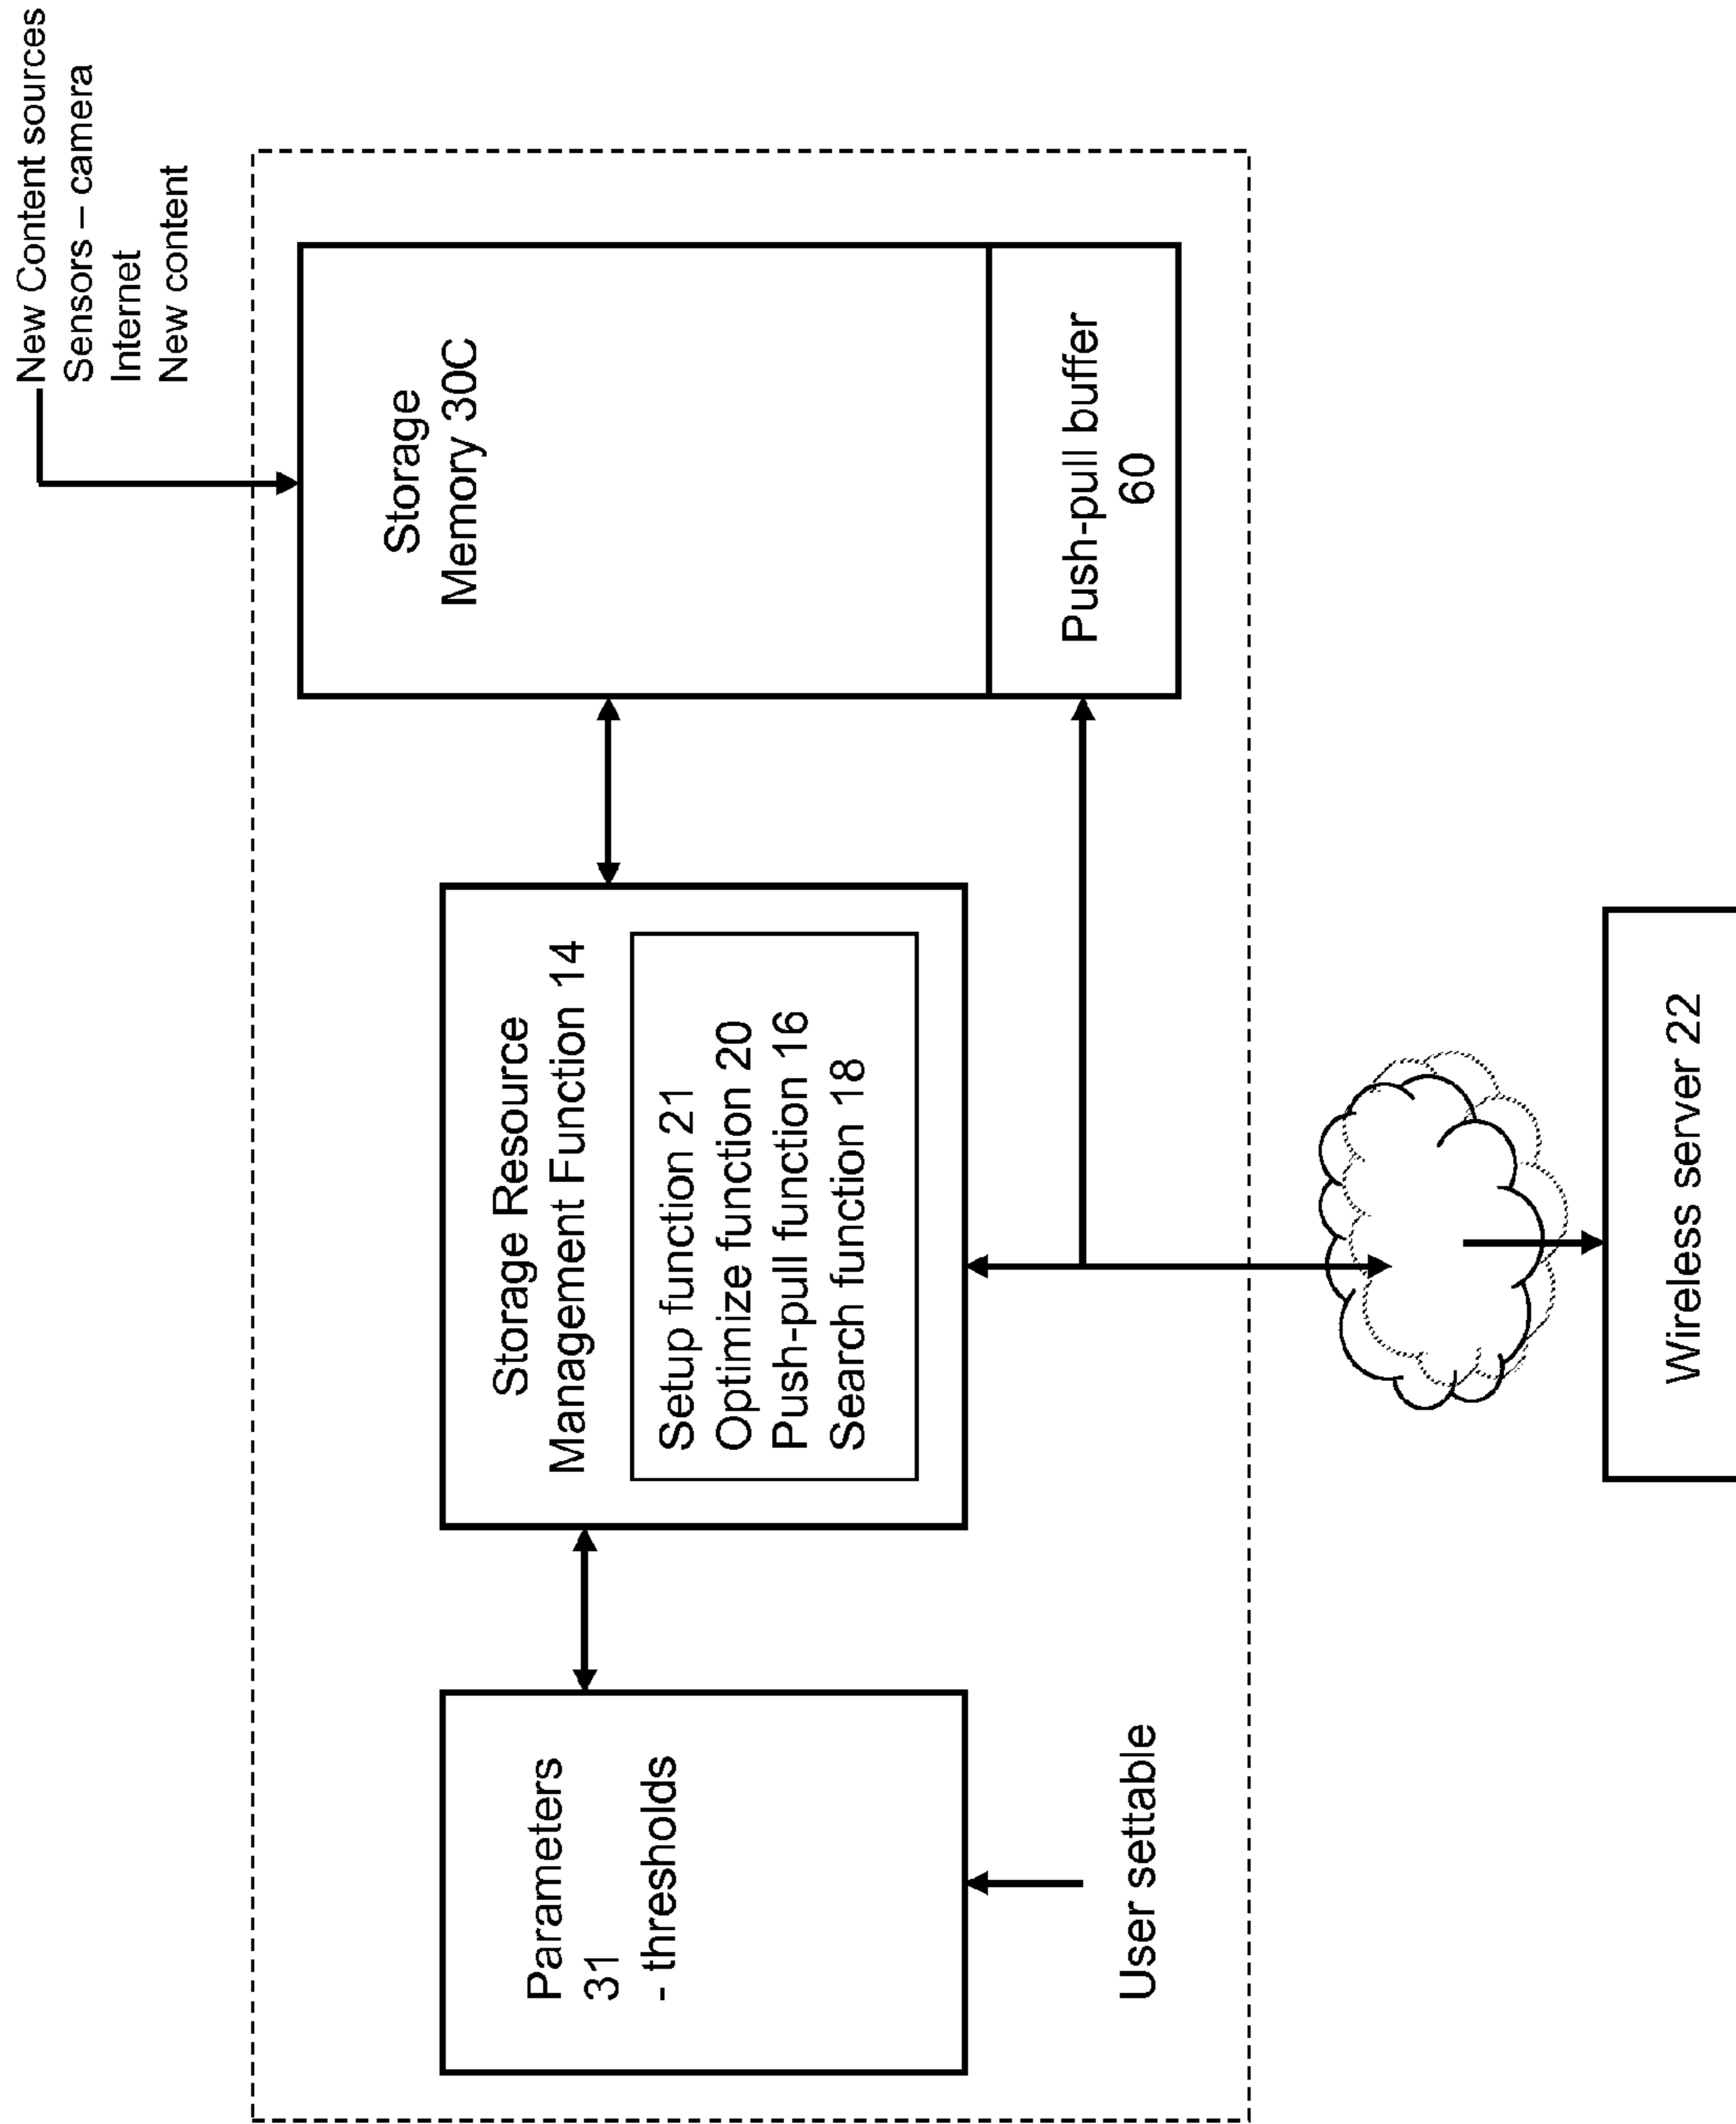 New Content sources
Sensors – camera
Internet
New content
Storage
Memory 30C
Push-pull buffer
60
Storage Resource
Management Function 14
Setup function 21
Optimize function 20
Push-pull function 16
Search function 18
Parameters
31
- thresholds
User settable
Wireless server 22